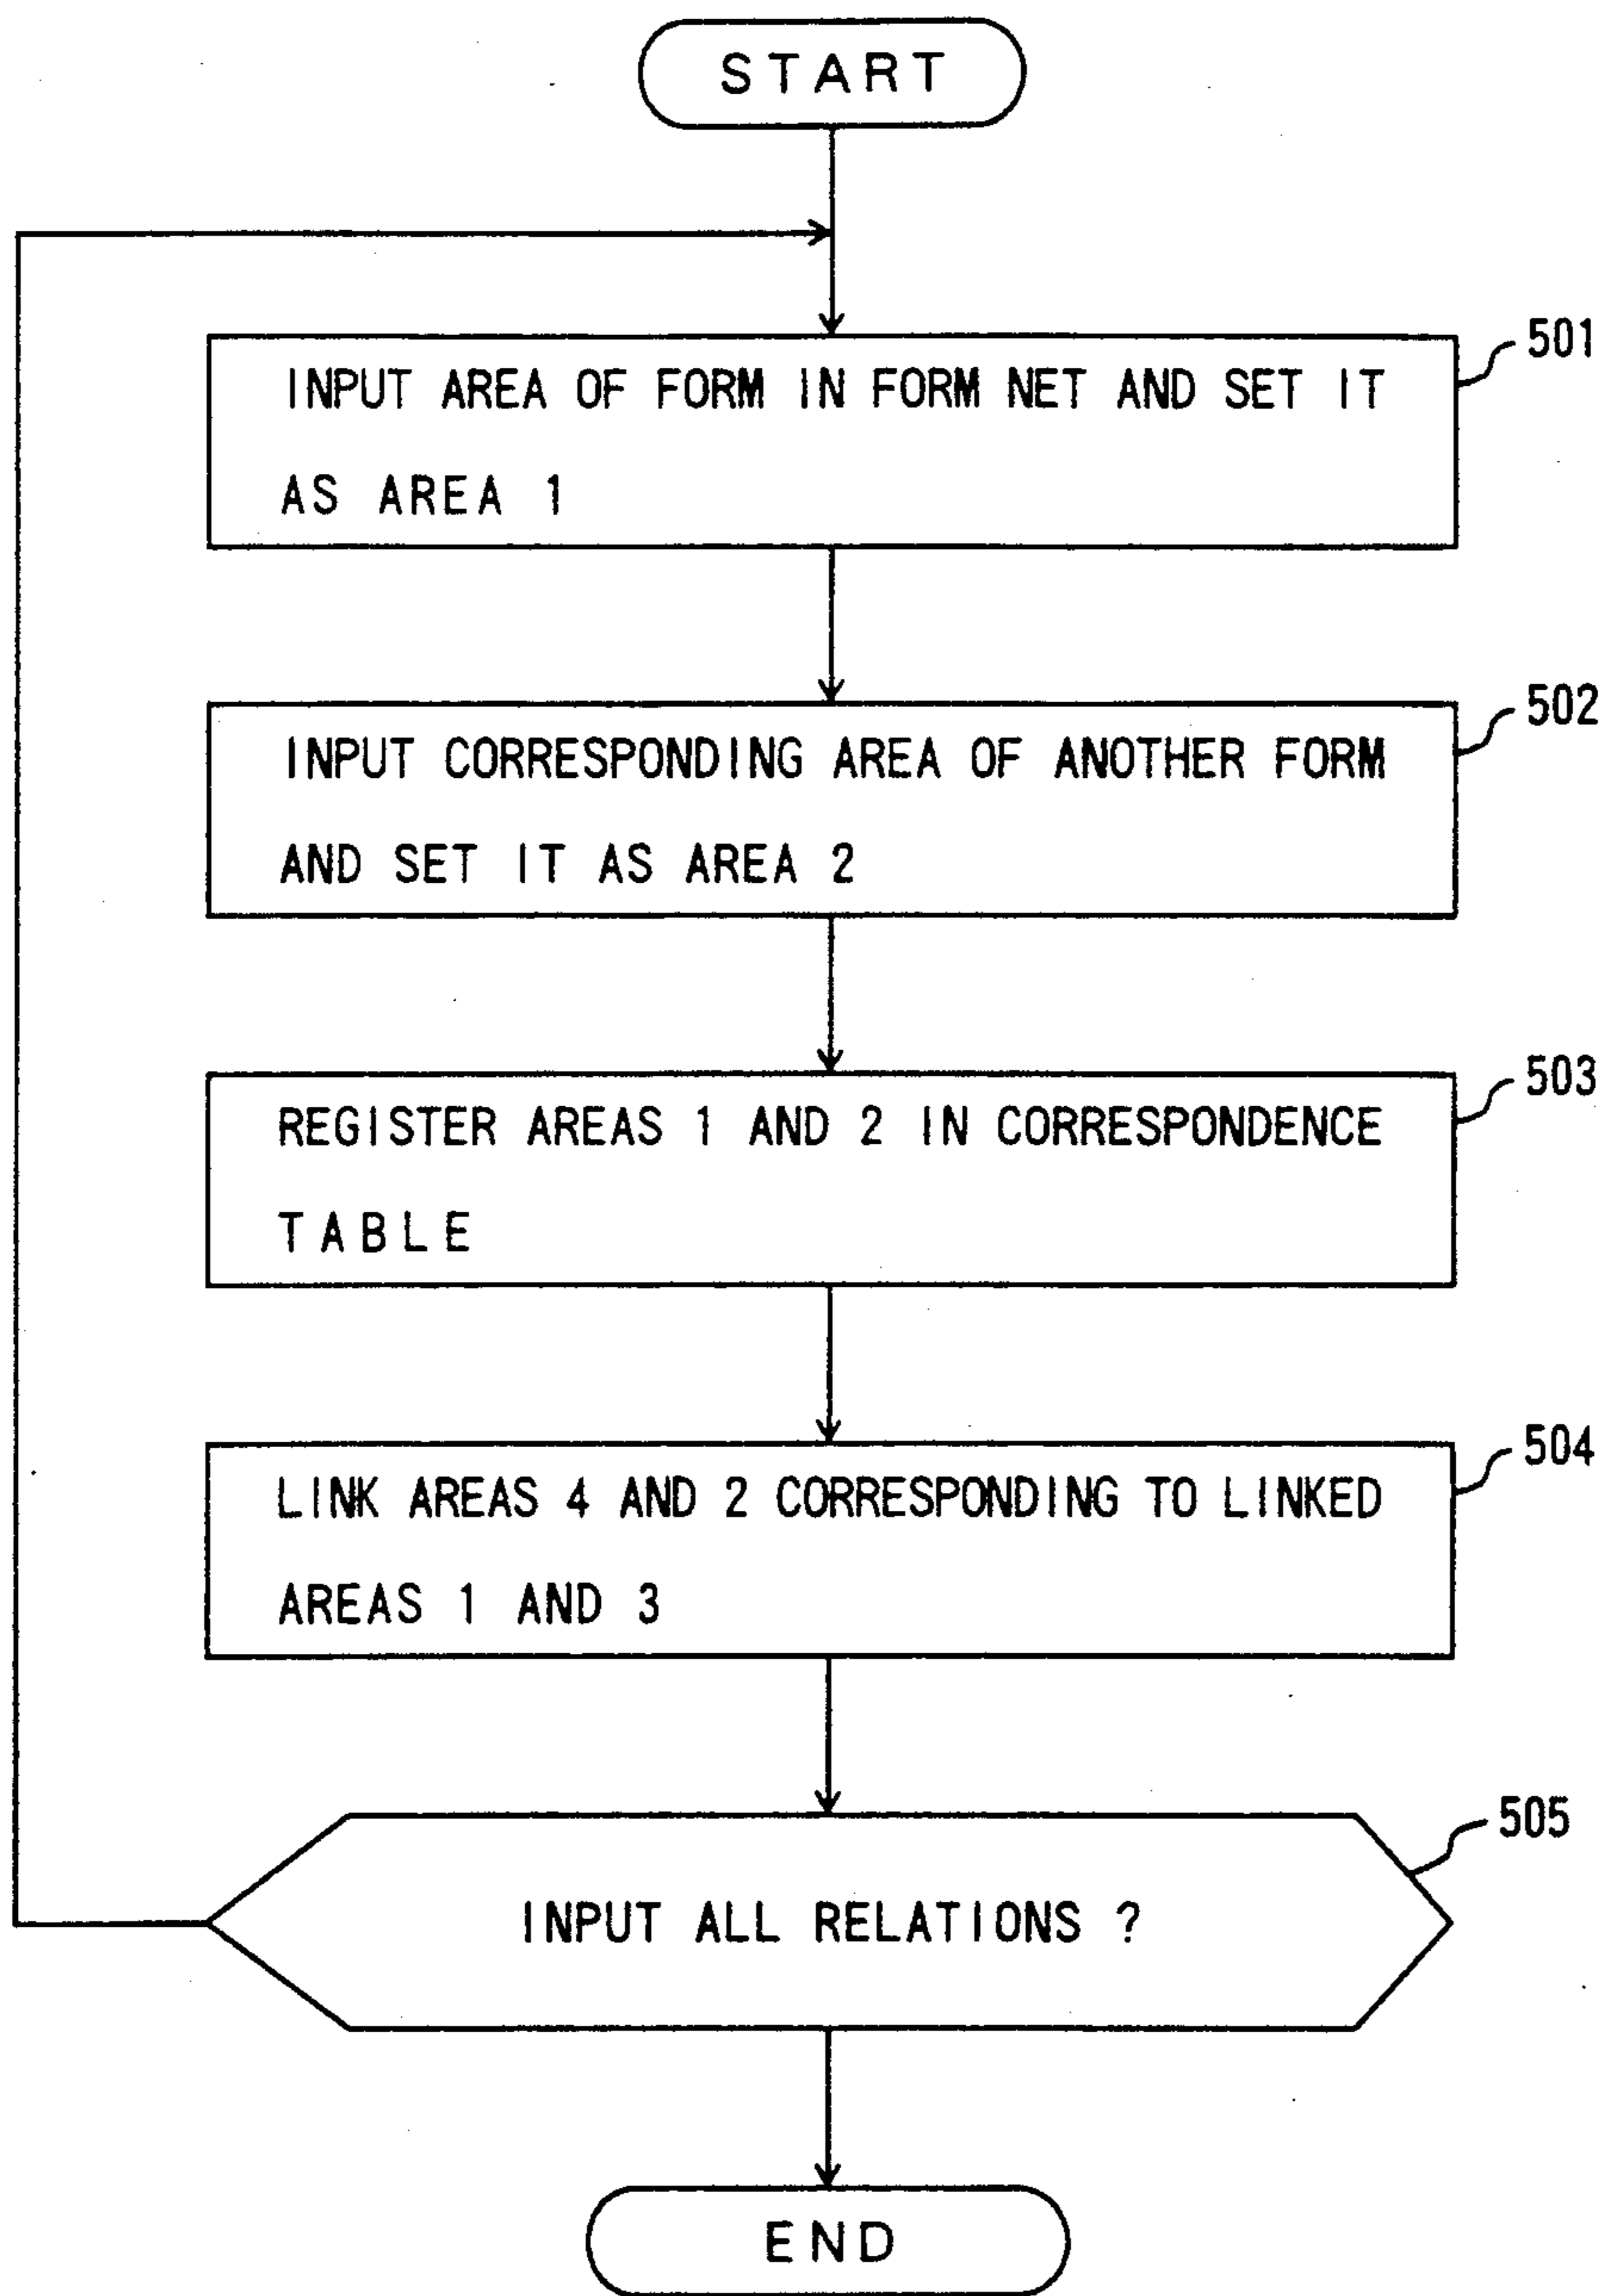 START
501
INPUT AREA OF FORM IN FORM NET AND SET IT
AS AREA 1
502
INPUT CORRESPONDING AREA OF ANOTHER FORM
AND SET IT AS AREA 2
503
REGISTER AREAS 1 AND 2 IN CORRESPONDENCE
TABLE
504
LINK AREAS 4 AND 2 CORRESPONDING TO LINKED
AREAS 1 AND 3
505
INPUT ALL RELATIONS ?
END